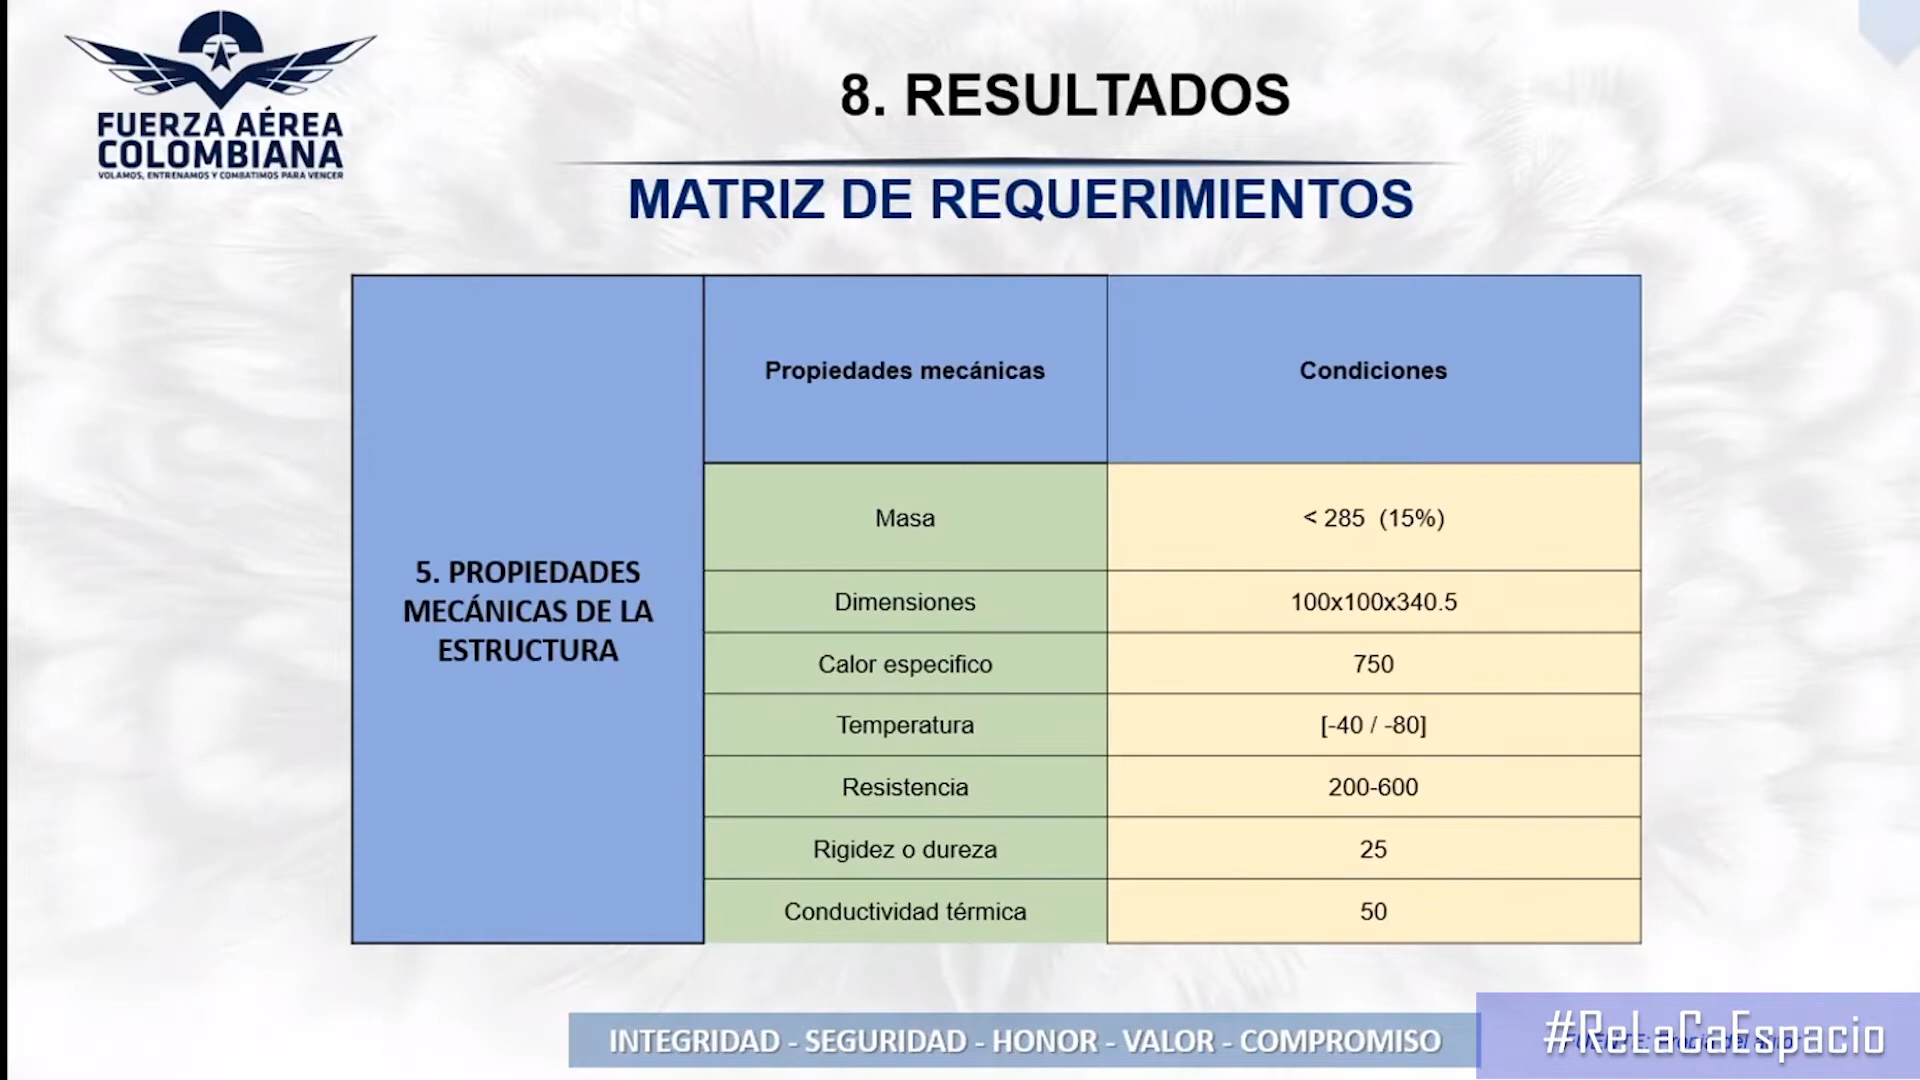 FUERZA AÉREA
COLOMBIANA
VOLAMOS, ENTRENAMOS Y COMBATIMOS PARA VENCER
8. RESULTADOS
MATRIZ DE REQUERIMIENTOS
5. PROPIEDADES
MECÁNICAS DE LA
ESTRUCTURA
Propiedades mecánicas
Condiciones
Masa
< 285 (15%)
Dimensiones
100x100x340.5
Calor especifico
750
Temperatura
[-40 / -80]
Resistencia
200-600
Rigidez o dureza
25
Conductividad térmica
50
INTEGRIDAD - SEGURIDAD - HONOR - VALOR - COMPROMISO
#ReLaCaEspacio